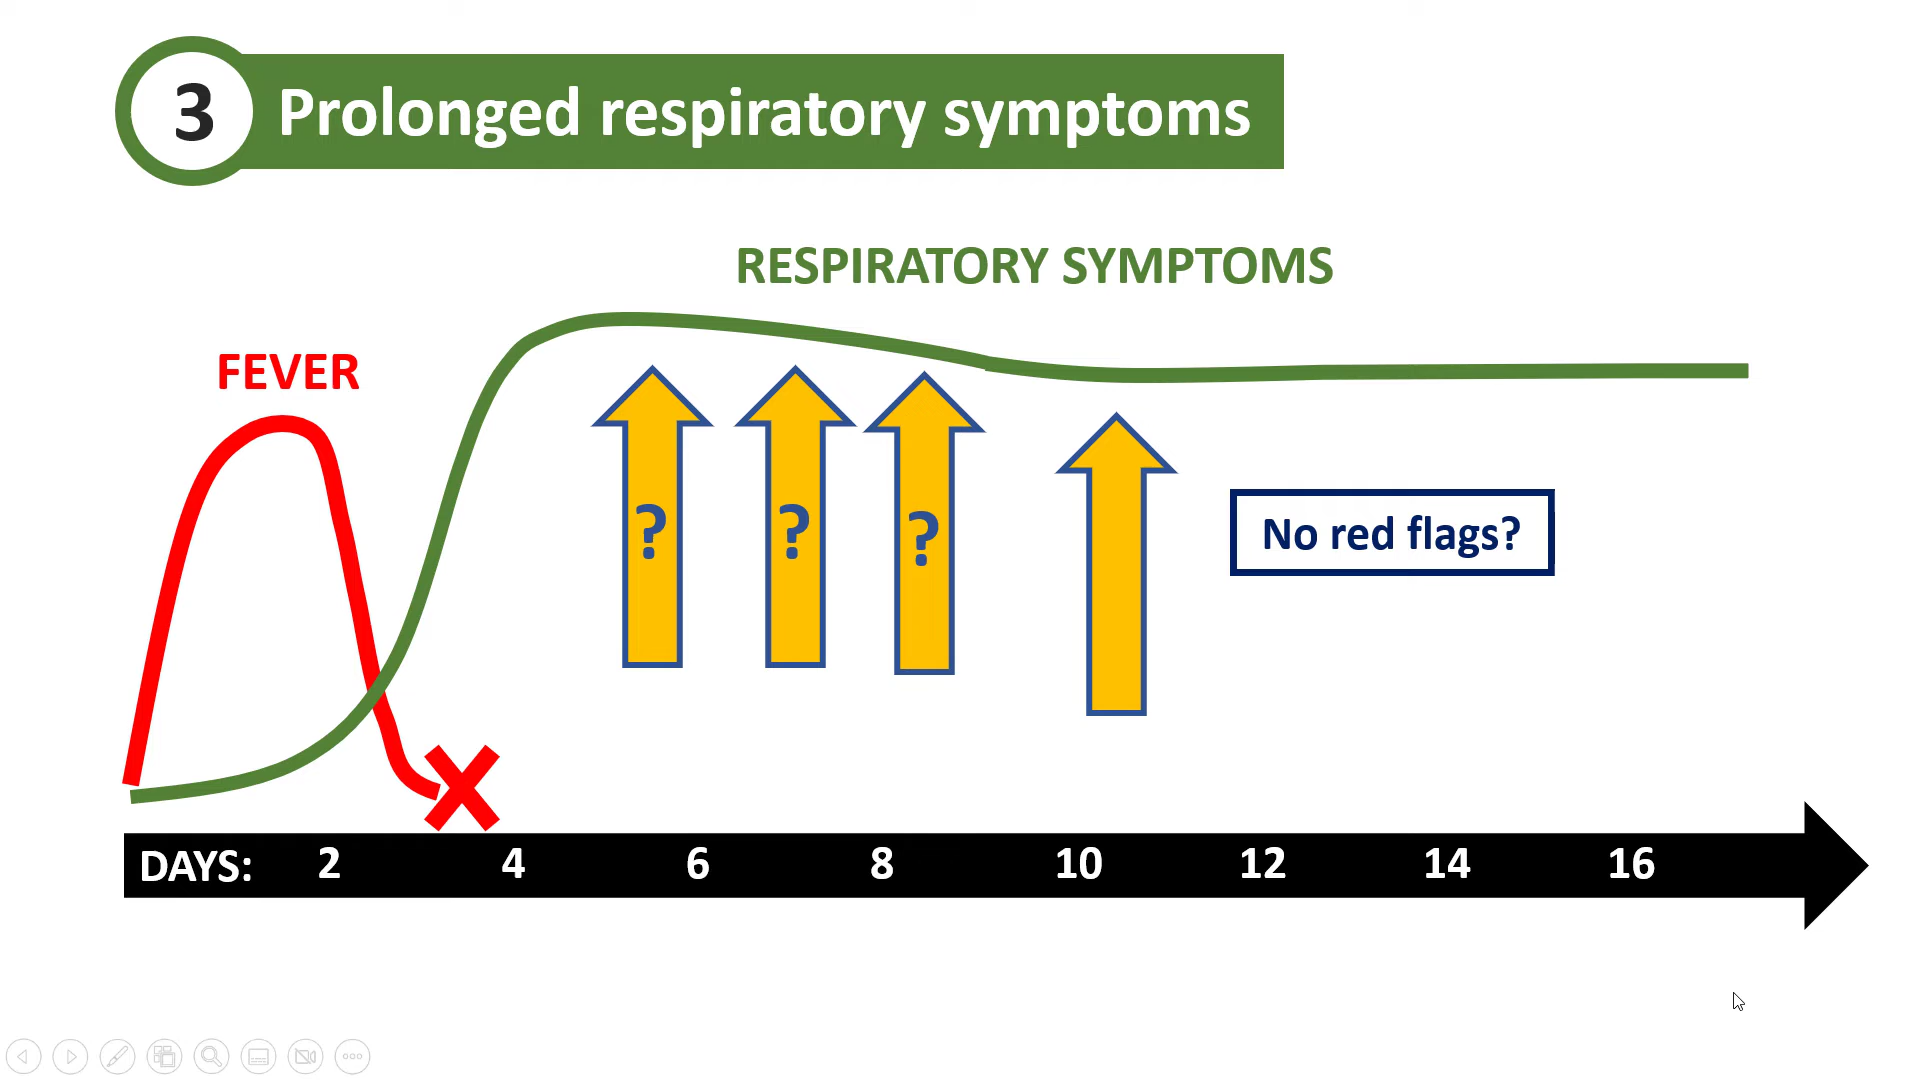 3
Prolonged respiratory symptoms
RESPIRATORY SYMPTOMS
FEVER
? ? ?
No red flags?
DAYS: 2 4 6 8 10 12 14 16